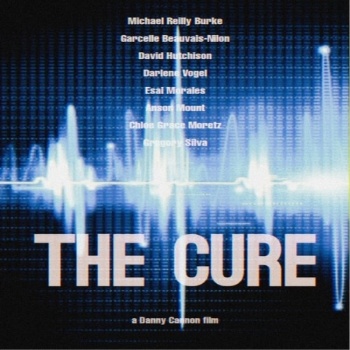 Michael Reilly Burke
Garcelle Beauvais-Nilon
David Hutchison
Darlene Vogel
Esai Morales
Anson Mount
Chloe Grace Moretz
Gregory Silva
THE CURE
a Danny Cannon film